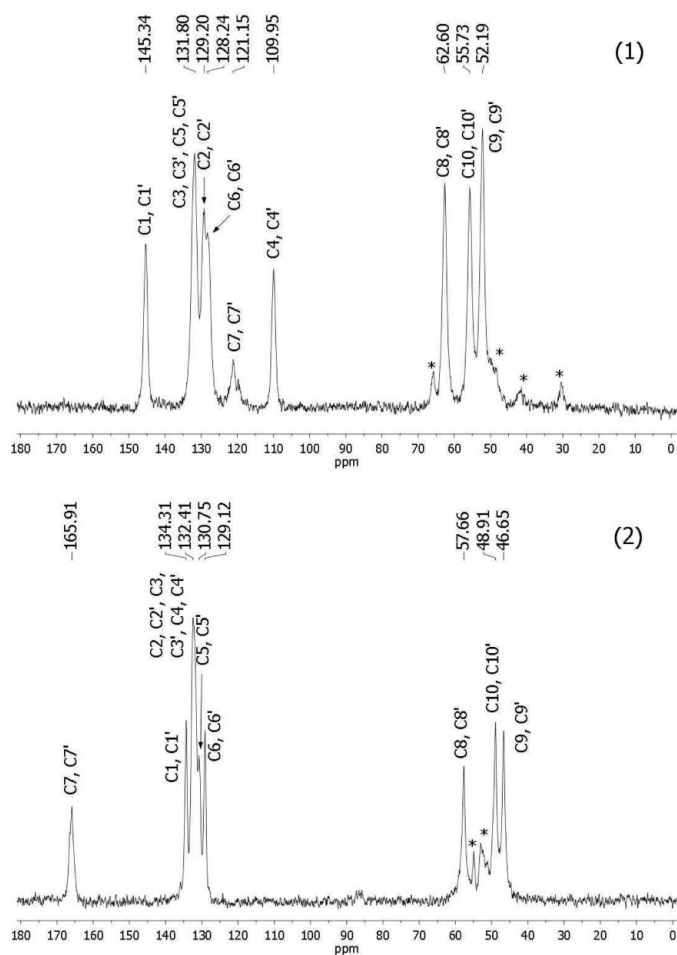 145.34
131.80
129.20
128.24
121.15
109.95
62.60
55.73
52.19
(1)
C1, C1'
C3, C3', C5, C5'
C2, C2'
C6, C6'
C7, C7'
C4, C4'
C8, C8'
C10, C10'
C9, C9'
*
*
*
*
180 170 160 150 140 130 120 110 100 90 80 70 60 50 40 30 20 10 0
ppm
165.91
134.31
132.41
130.75
129.12
57.66
48.91
46.65
(2)
C7, C7'
C1, C1'
C2, C2', C3,
C3', C4, C4'
C5, C5'
C6, C6'
C8, C8'
*
*
C10, C10'
C9, C9'
180 170 160 150 140 130 120 110 100 90 80 70 60 50 40 30 20 10 0
ppm